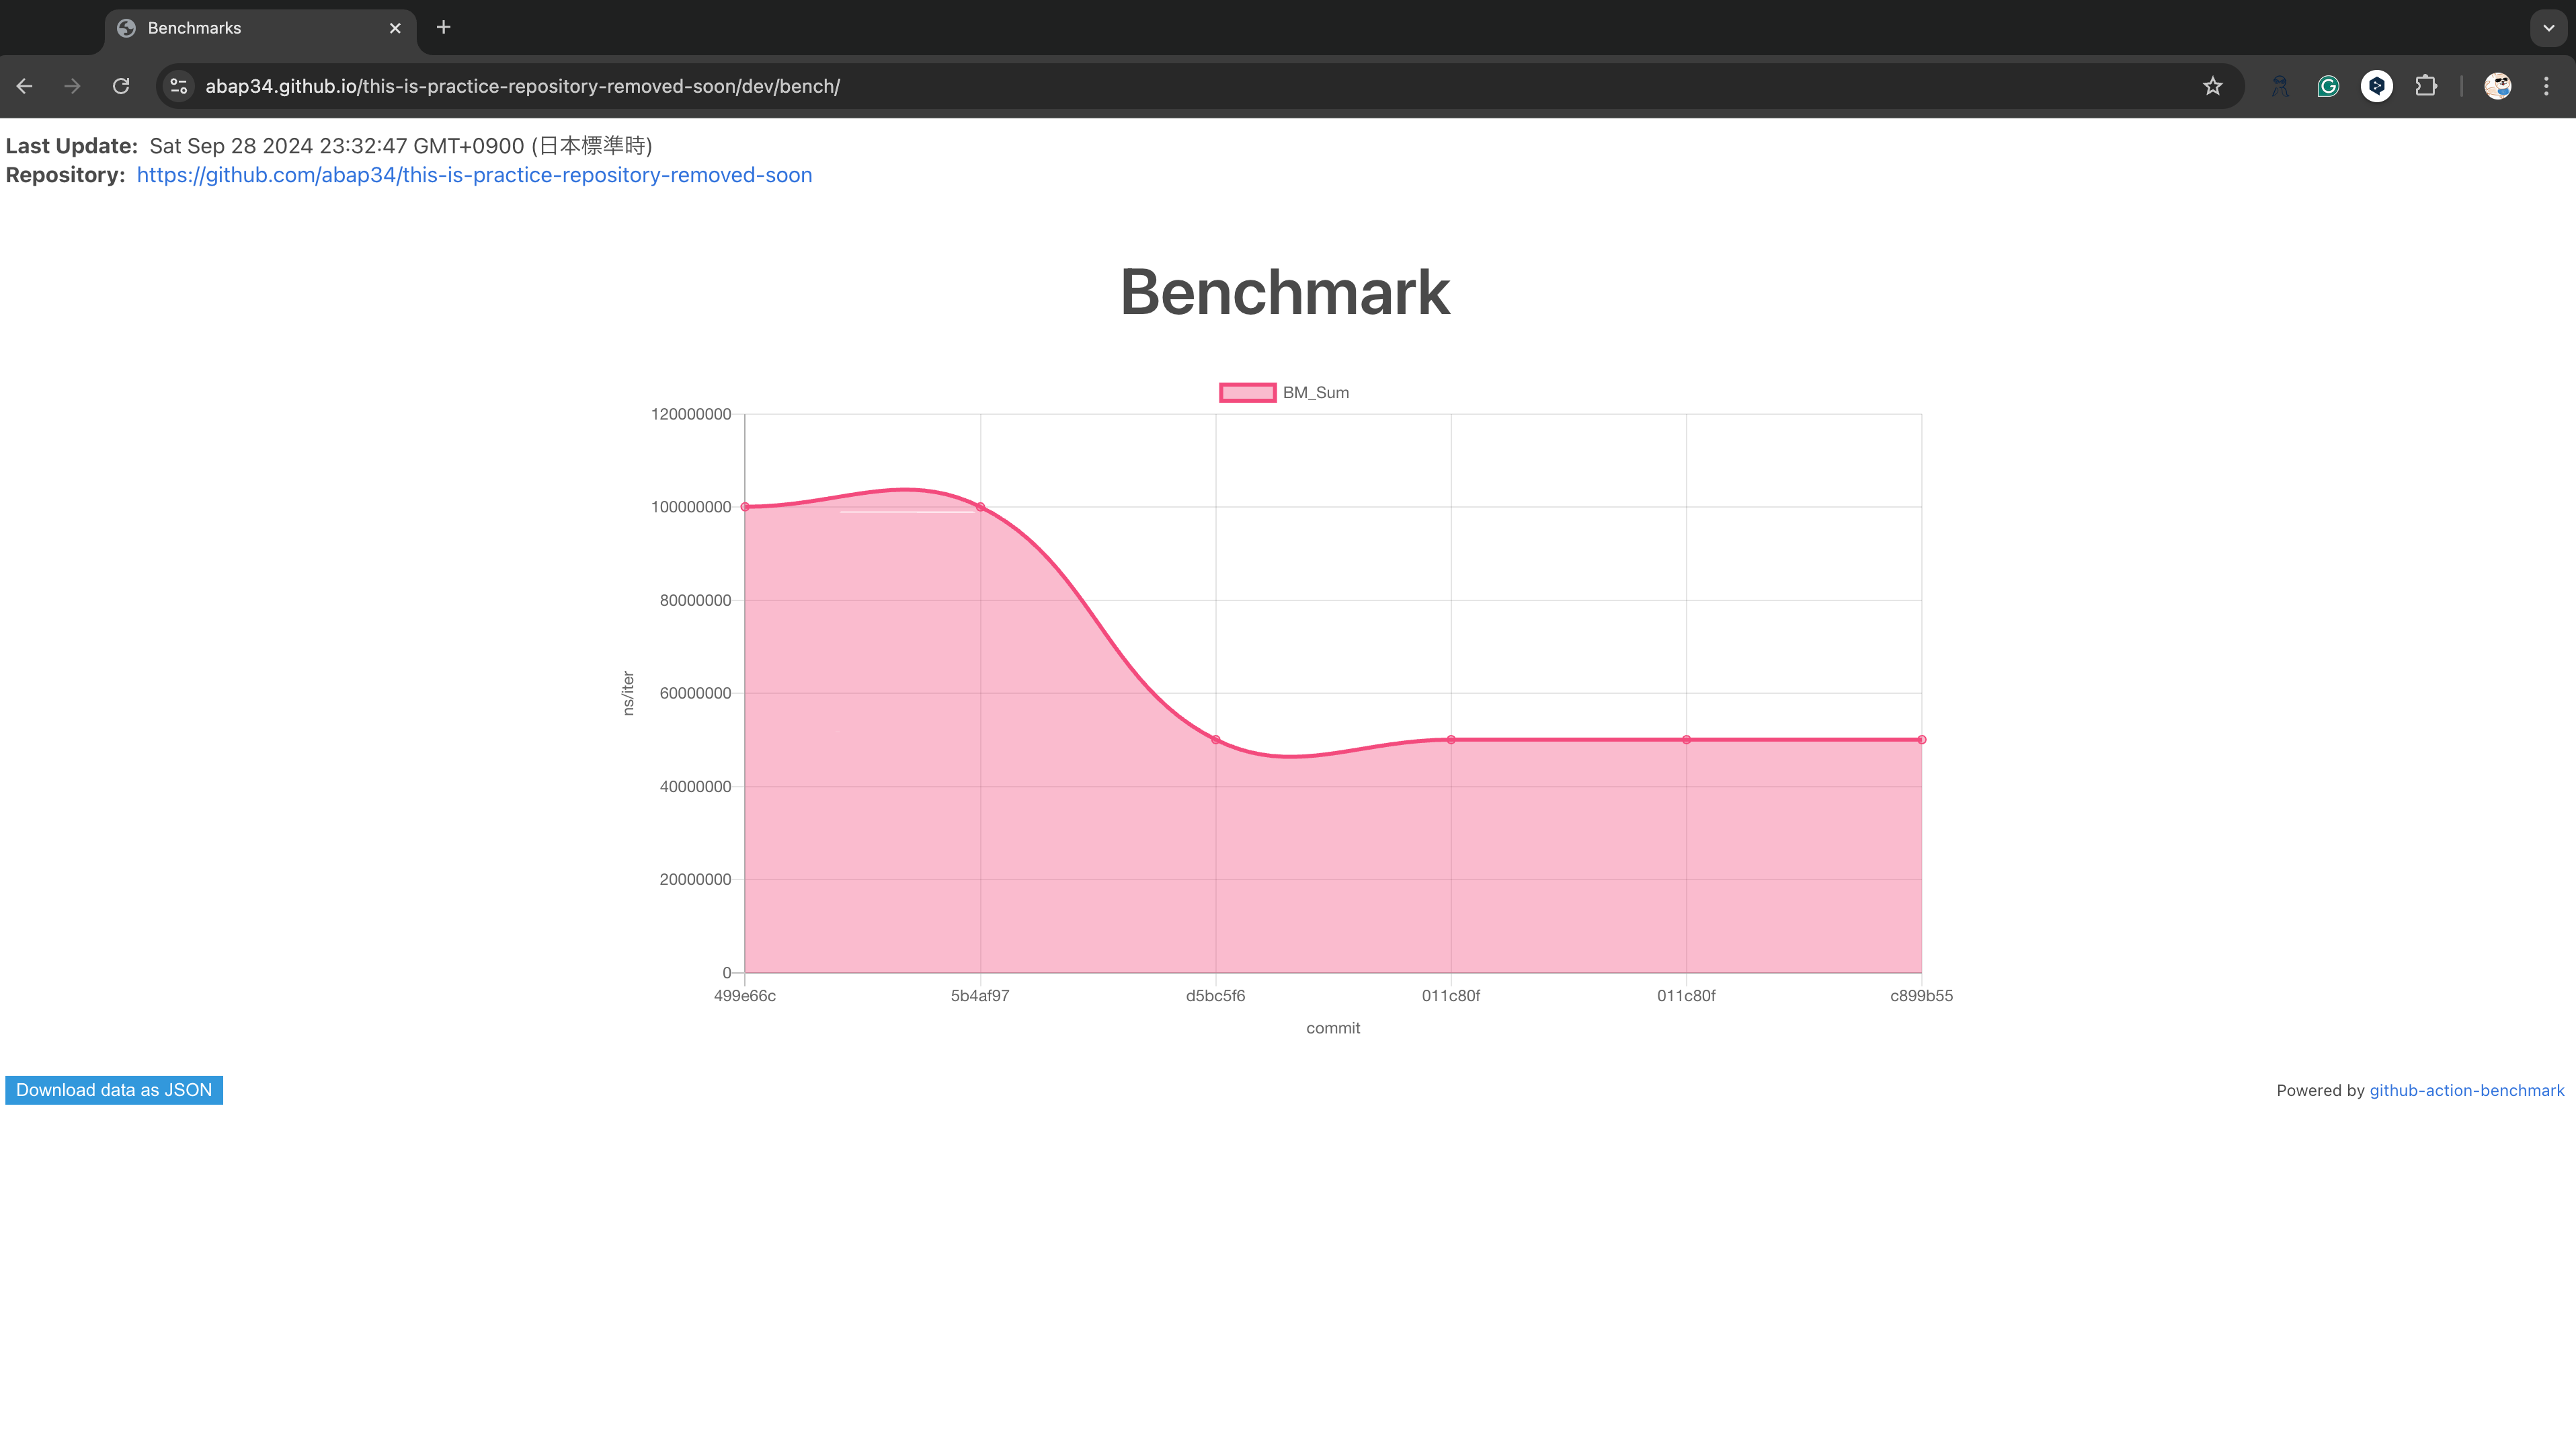 Benchmarks
abap34.github.io/this-is-practice-repository-removed-soon/dev/bench/
Last Update: Sat Sep 28 2024 23:32:47 GMT+0900 (日本標準時)
Repository: https://github.com/abap34/this-is-practice-repository-removed-soon
Benchmark
BM_Sum
120000000
100000000
80000000
60000000
40000000
20000000
0
ns/iter
499e66c 5b4af97 d5bc5f6 011c80f 011c80f c899b55
commit
Download data as JSON
Powered by github-action-benchmark